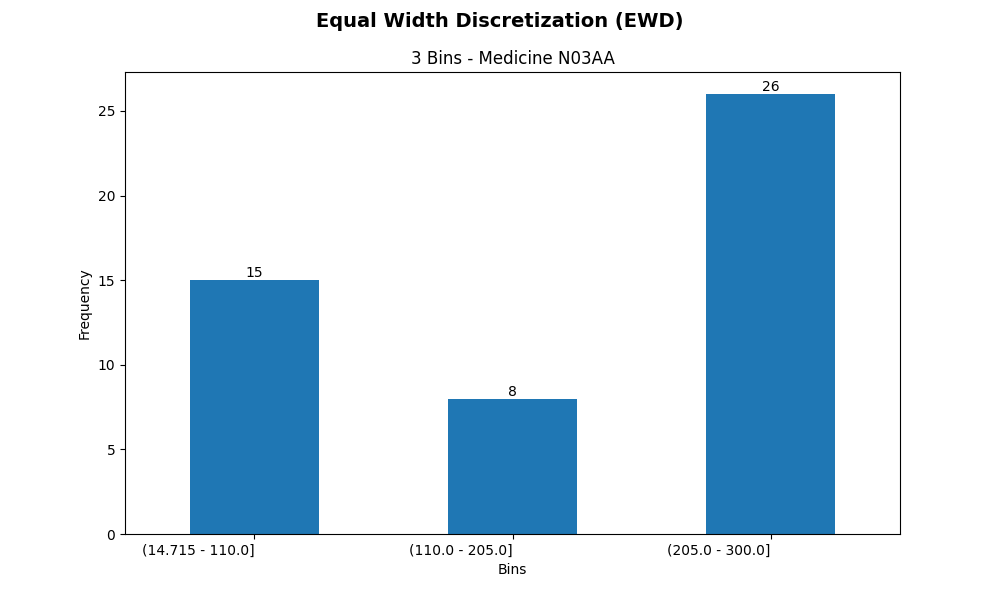 Equal Width Discretization (EWD)
3 Bins - Medicine N03AA
Frequency
25
20
15
10
5
0
15
8
26
(14.715 - 110.0]
(110.0 - 205.0]
(205.0 - 300.0]
Bins